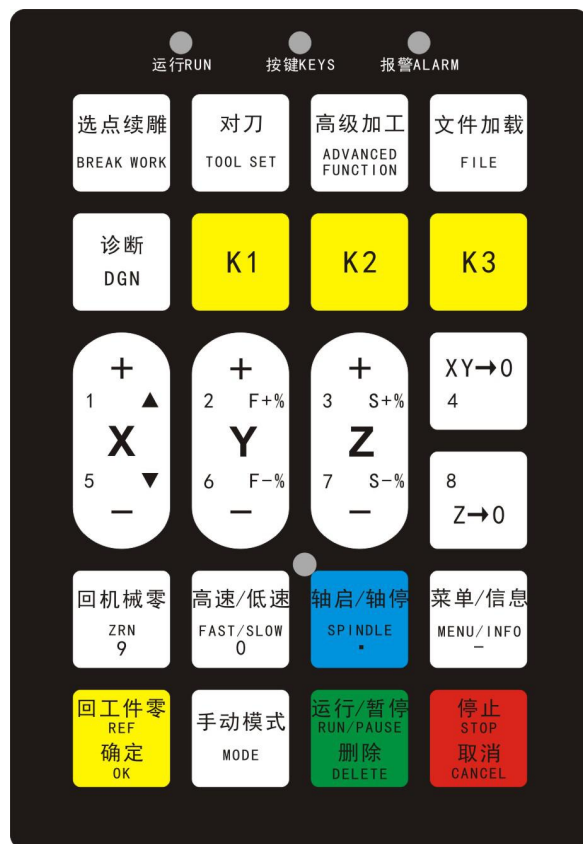 运行RUN 按键KEYS 报警ALARM
选点续雕
BREAK WORK
对刀
TOOL SET
高级加工
ADVANCED
FUNCTION
文件加载
FILE
诊断
DGN
K1
K2
K3
+
1 ▲
X
5 ▼
−
+
2 F+%
Y
6 F−%
−
+
3 S+%
Z
7 S−%
−
XY→0
4
8
Z→0
回机械零
ZRN
9
高速/低速
FAST/SLOW
0
轴启/轴停
SPINDLE
.
菜单/信息
MENU/INFO
−
回工件零
REF
确定
OK
手动模式
MODE
运行/暂停
RUN/PAUSE
删除
DELETE
停止
STOP
取消
CANCEL